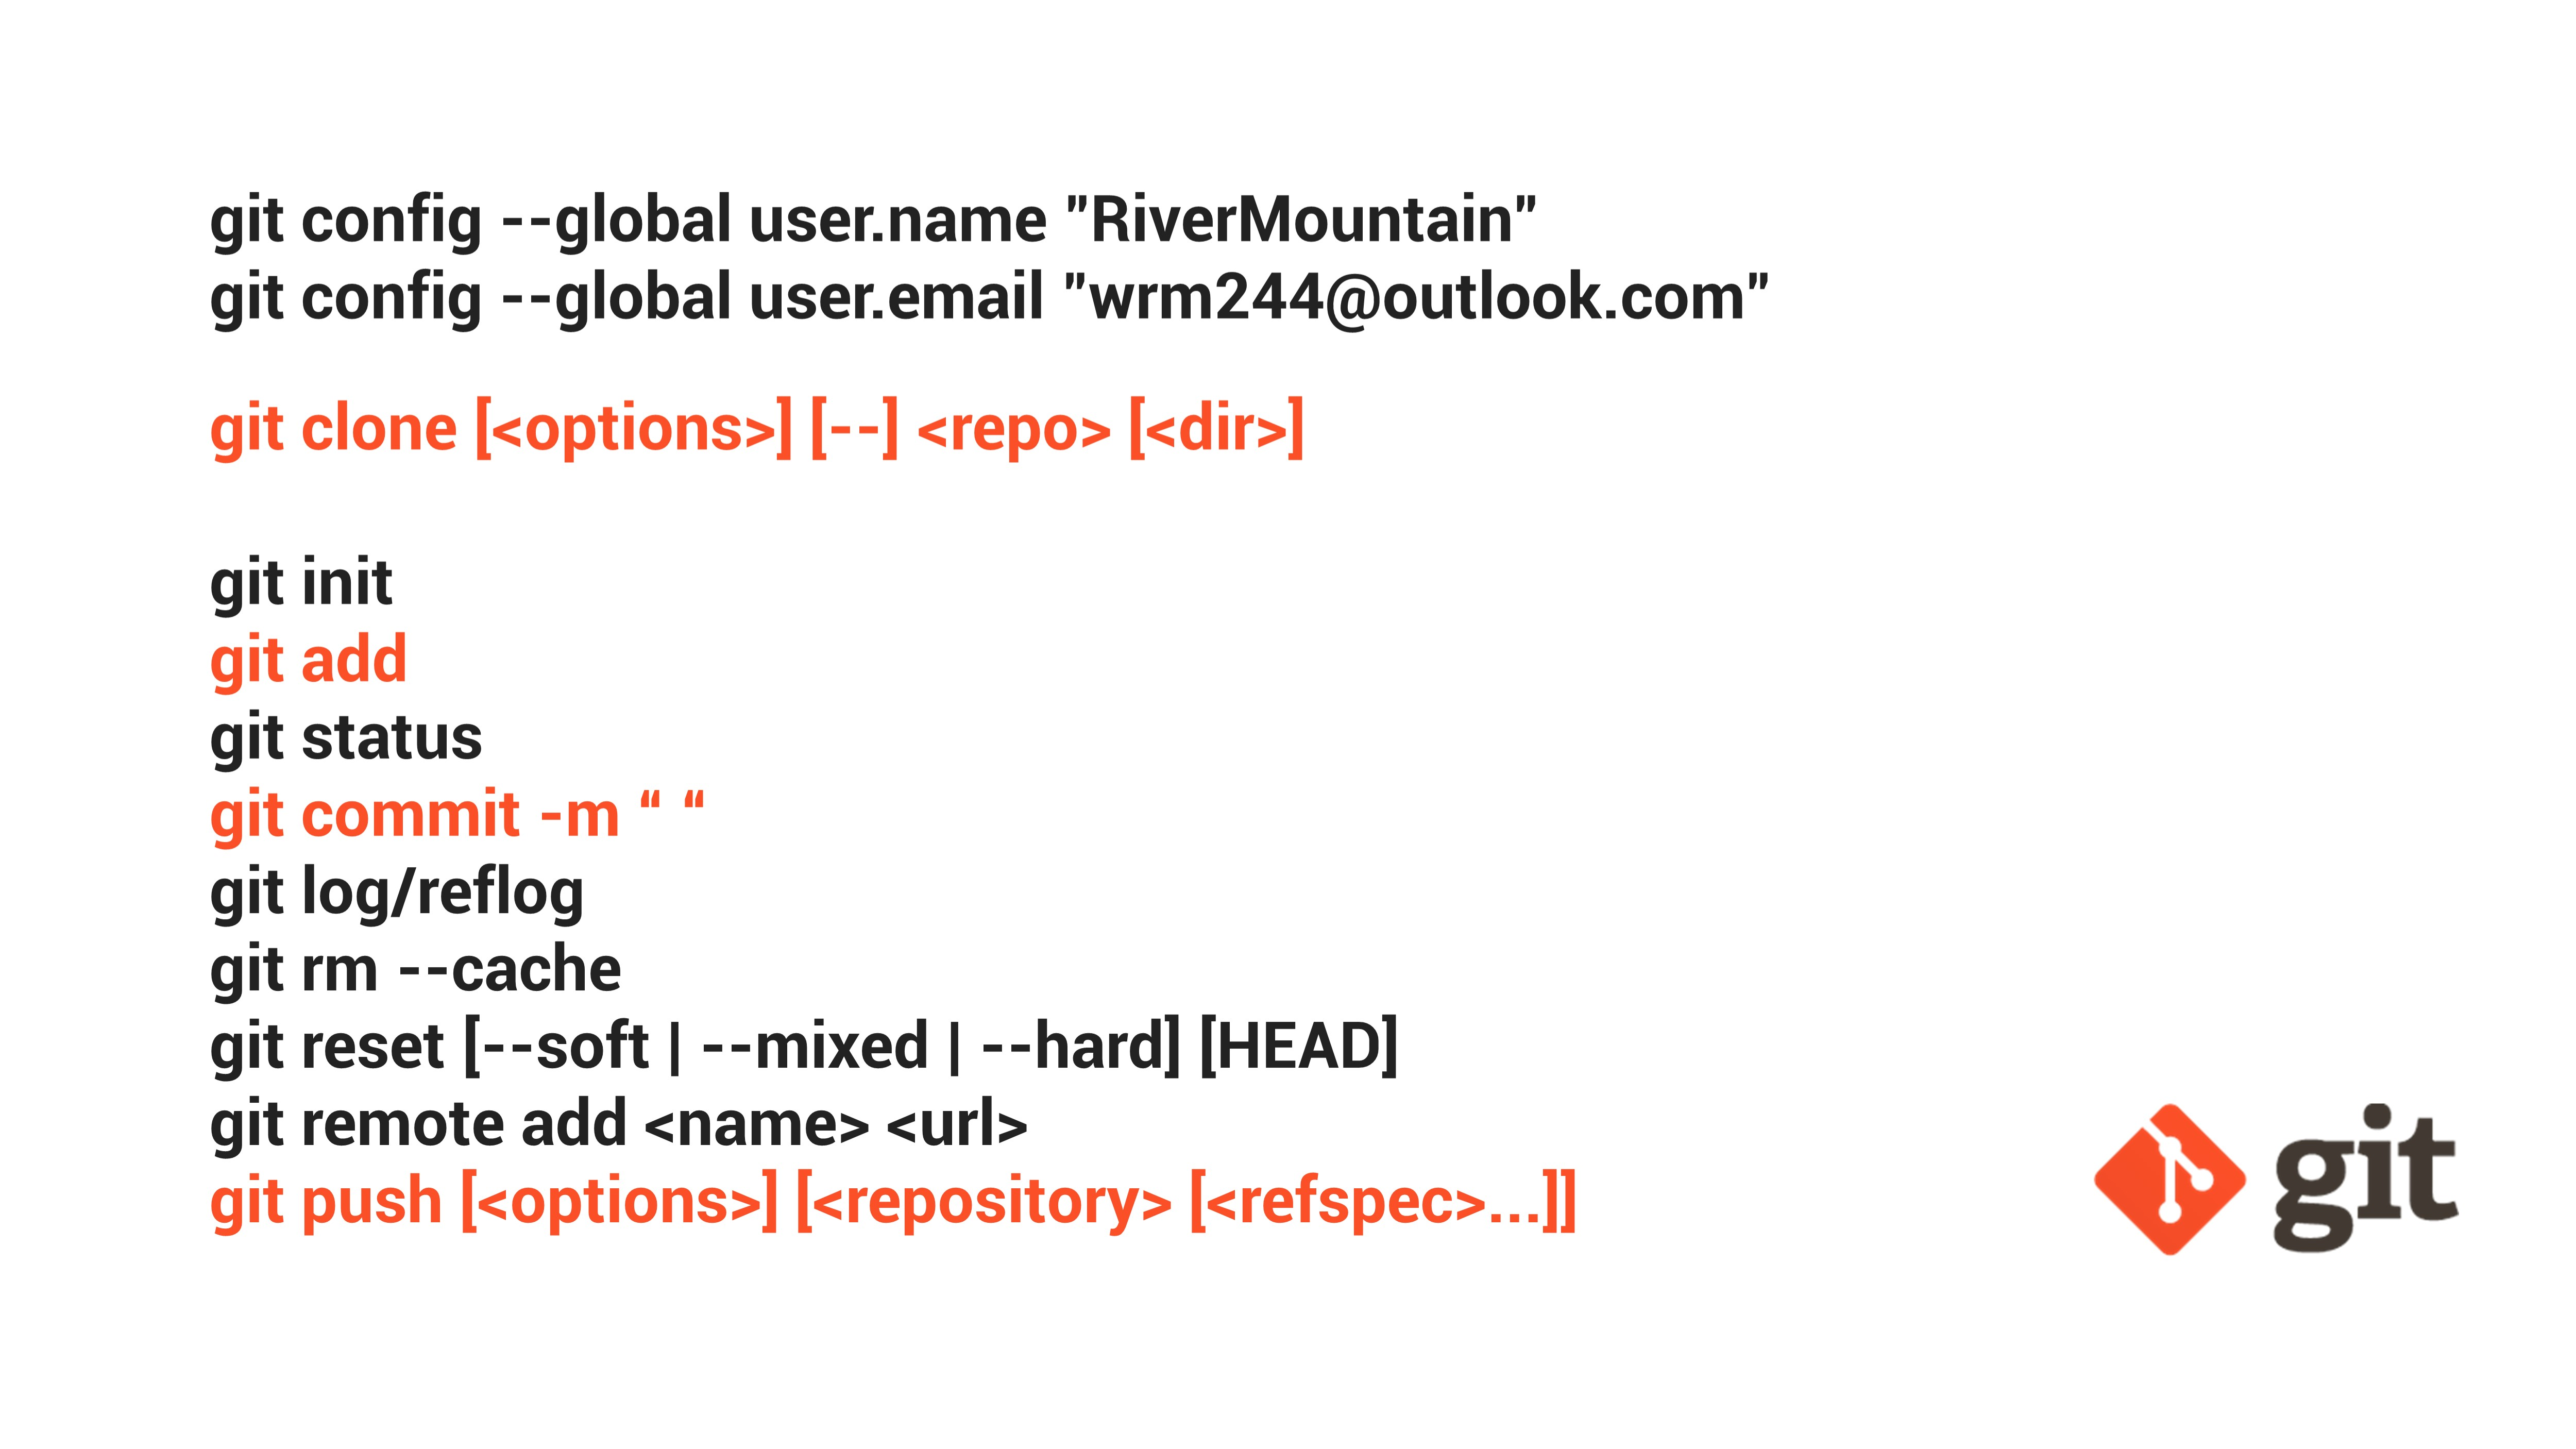 git config --global user.name "RiverMountain"
git config --global user.email "wrm244@outlook.com"
git clone [<options>] [--] <repo> [<dir>]
git init
git add
git status
git commit -m “ “
git log/reflog
git rm --cache
git reset [--soft | --mixed | --hard] [HEAD]
git remote add <name> <url>
git push [<options>] [<repository> [<refspec>...]]
git